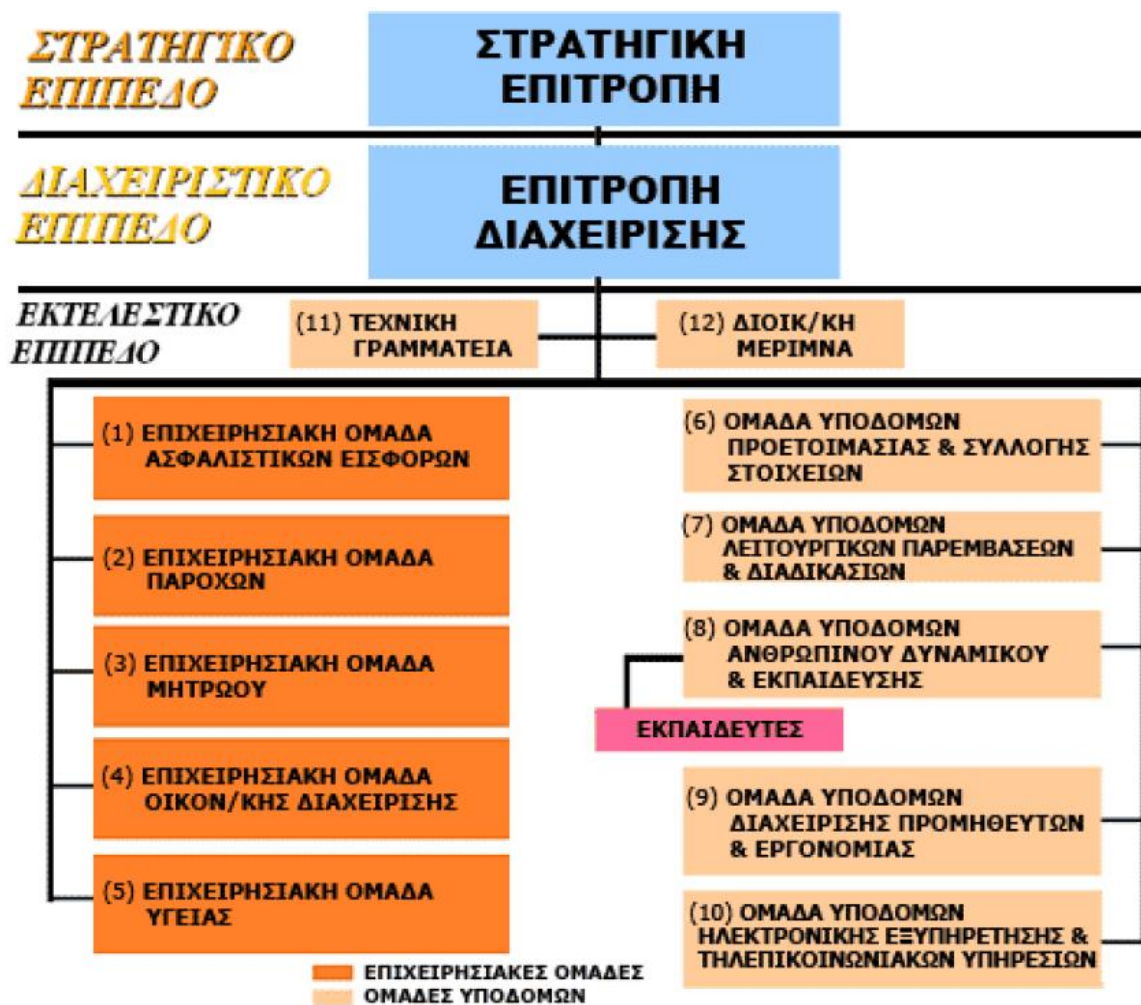 ΣΤΡΑΤΗΓΙΚΟ
ΕΠΙΠΕΔΟ
ΣΤΡΑΤΗΓΙΚΗ
ΕΠΙΤΡΟΠΗ
ΔΙΑΧΕΙΡΙΣΤΙΚΟ
ΕΠΙΠΕΔΟ
ΕΠΙΤΡΟΠΗ
ΔΙΑΧΕΙΡΙΣΗΣ
ΕΚΤΕΛΕΣΤΙΚΟ
ΕΠΙΠΕΔΟ
(11) ΤΕΧΝΙΚΗ
ΓΡΑΜΜΑΤΕΙΑ
(12) ΔΙΟΙΚ/ΚΗ
ΜΕΡΙΜΝΑ
(1) ΕΠΙΧΕΙΡΗΣΙΑΚΗ ΟΜΑΔΑ
ΑΣΦΑΛΙΣΤΙΚΩΝ ΕΙΣΦΟΡΩΝ
(2) ΕΠΙΧΕΙΡΗΣΙΑΚΗ ΟΜΑΔΑ
ΠΑΡΟΧΩΝ
(3) ΕΠΙΧΕΙΡΗΣΙΑΚΗ ΟΜΑΔΑ
ΜΗΤΡΩΟΥ
(4) ΕΠΙΧΕΙΡΗΣΙΑΚΗ ΟΜΑΔΑ
ΟΙΚΟΝ/ΚΗΣ ΔΙΑΧΕΙΡΙΣΗΣ
(5) ΕΠΙΧΕΙΡΗΣΙΑΚΗ ΟΜΑΔΑ
ΥΓΕΙΑΣ
(6) ΟΜΑΔΑ ΥΠΟΔΟΜΩΝ
ΠΡΟΕΤΟΙΜΑΣΙΑΣ & ΣΥΛΛΟΓΗΣ
ΣΤΟΙΧΕΙΩΝ
(7) ΟΜΑΔΑ ΥΠΟΔΟΜΩΝ
ΛΕΙΤΟΥΡΓΙΚΩΝ ΠΑΡΕΜΒΑΣΕΩΝ
& ΔΙΑΔΙΚΑΣΙΩΝ
(8) ΟΜΑΔΑ ΥΠΟΔΟΜΩΝ
ΑΝΘΡΩΠΙΝΟΥ ΔΥΝΑΜΙΚΟΥ
& ΕΚΠΑΙΔΕΥΣΗΣ
ΕΚΠΑΙΔΕΥΤΕΣ
(9) ΟΜΑΔΑ ΥΠΟΔΟΜΩΝ
ΔΙΑΧΕΙΡΙΣΗΣ ΠΡΟΜΗΘΕΥΤΩΝ
& ΕΡΓΟΝΟΜΙΑΣ
(10) ΟΜΑΔΑ ΥΠΟΔΟΜΩΝ
ΗΛΕΚΤΡΟΝΙΚΗΣ ΕΞΥΠΗΡΕΤΗΣΗΣ &
ΤΗΛΕΠΙΚΟΙΝΩΝΙΑΚΩΝ ΥΠΗΡΕΣΙΩΝ
ΕΠΙΧΕΙΡΗΣΙΑΚΕΣ ΟΜΑΔΕΣ
ΟΜΑΔΕΣ ΥΠΟΔΟΜΩΝ